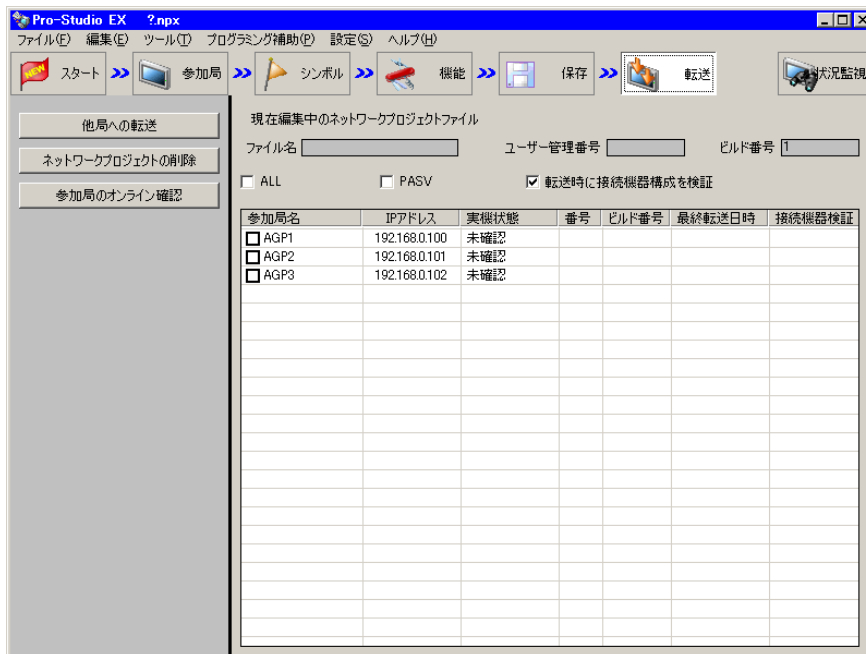 Pro-Studio EX ?.npx
ファイル(F) 編集(E) ツール(T) プログラミング補助(P) 設定(S) ヘルプ(H)
NEW スタート 参加局 シンボル 機能 保存 転送 状況監視
他局への転送
ネットワークプロジェクトの削除
参加局のオンライン確認
現在編集中のネットワークプロジェクトファイル
ファイル名 ユーザー管理番号 ビルド番号 1
ALL PASV 転送時に接続機器構成を検証
参加局名 IPアドレス 実機状態 番号 ビルド番号 最終転送日時 接続機器検証
AGP1 192.168.0.100 未確認
AGP2 192.168.0.101 未確認
AGP3 192.168.0.102 未確認